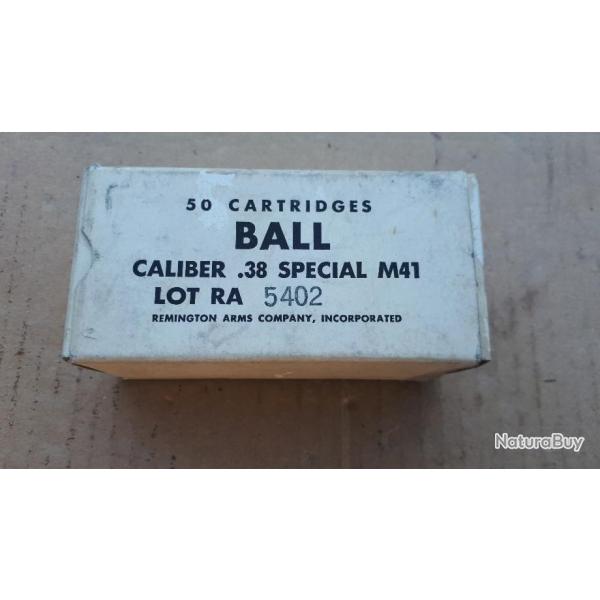 50 CARTRIDGES
BALL
CALIBER .38 SPECIAL M41
LOT RA 5402
REMINGTON ARMS COMPANY, INCORPORATED
NaturaBuy